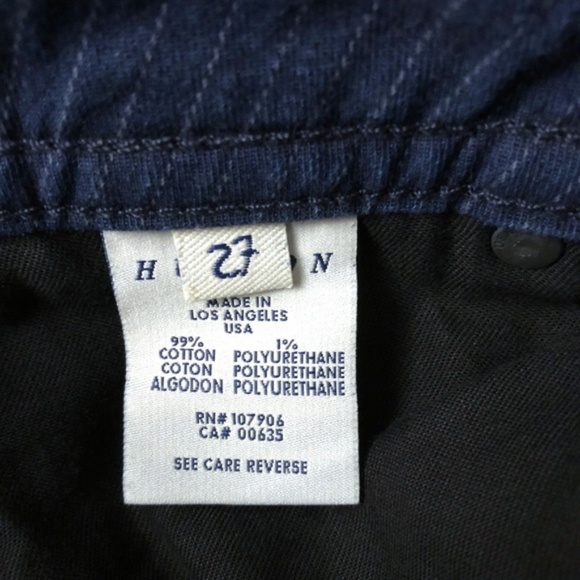 27
MADE IN
LOS ANGELES
USA
99% 1%
COTTON POLYURETHANE
COTON POLYURETHANE
ALGODON POLYURETHANE
RN# 107906
CA# 00635
SEE CARE REVERSE